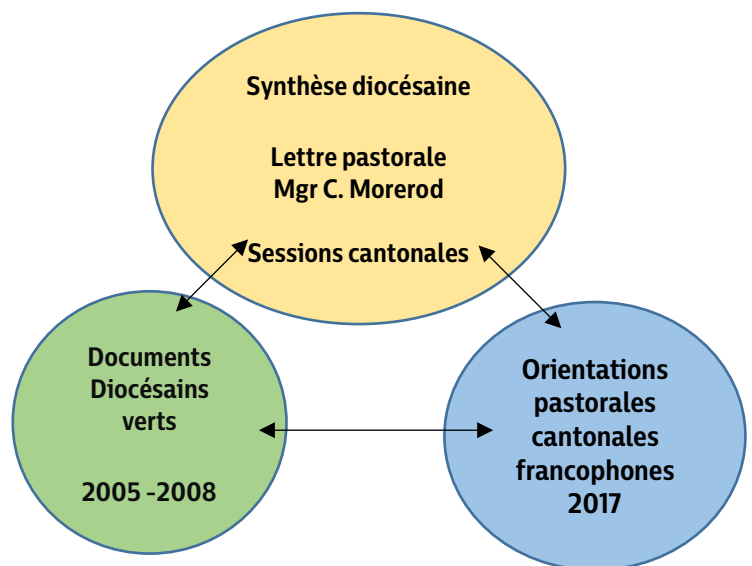 Synthèse diocésaine
Lettre pastorale
Mgr C. Morerod
Sessions cantonales
Documents
Diocésains
verts
2005 -2008
Orientations
pastorales
cantonales
francophones
2017